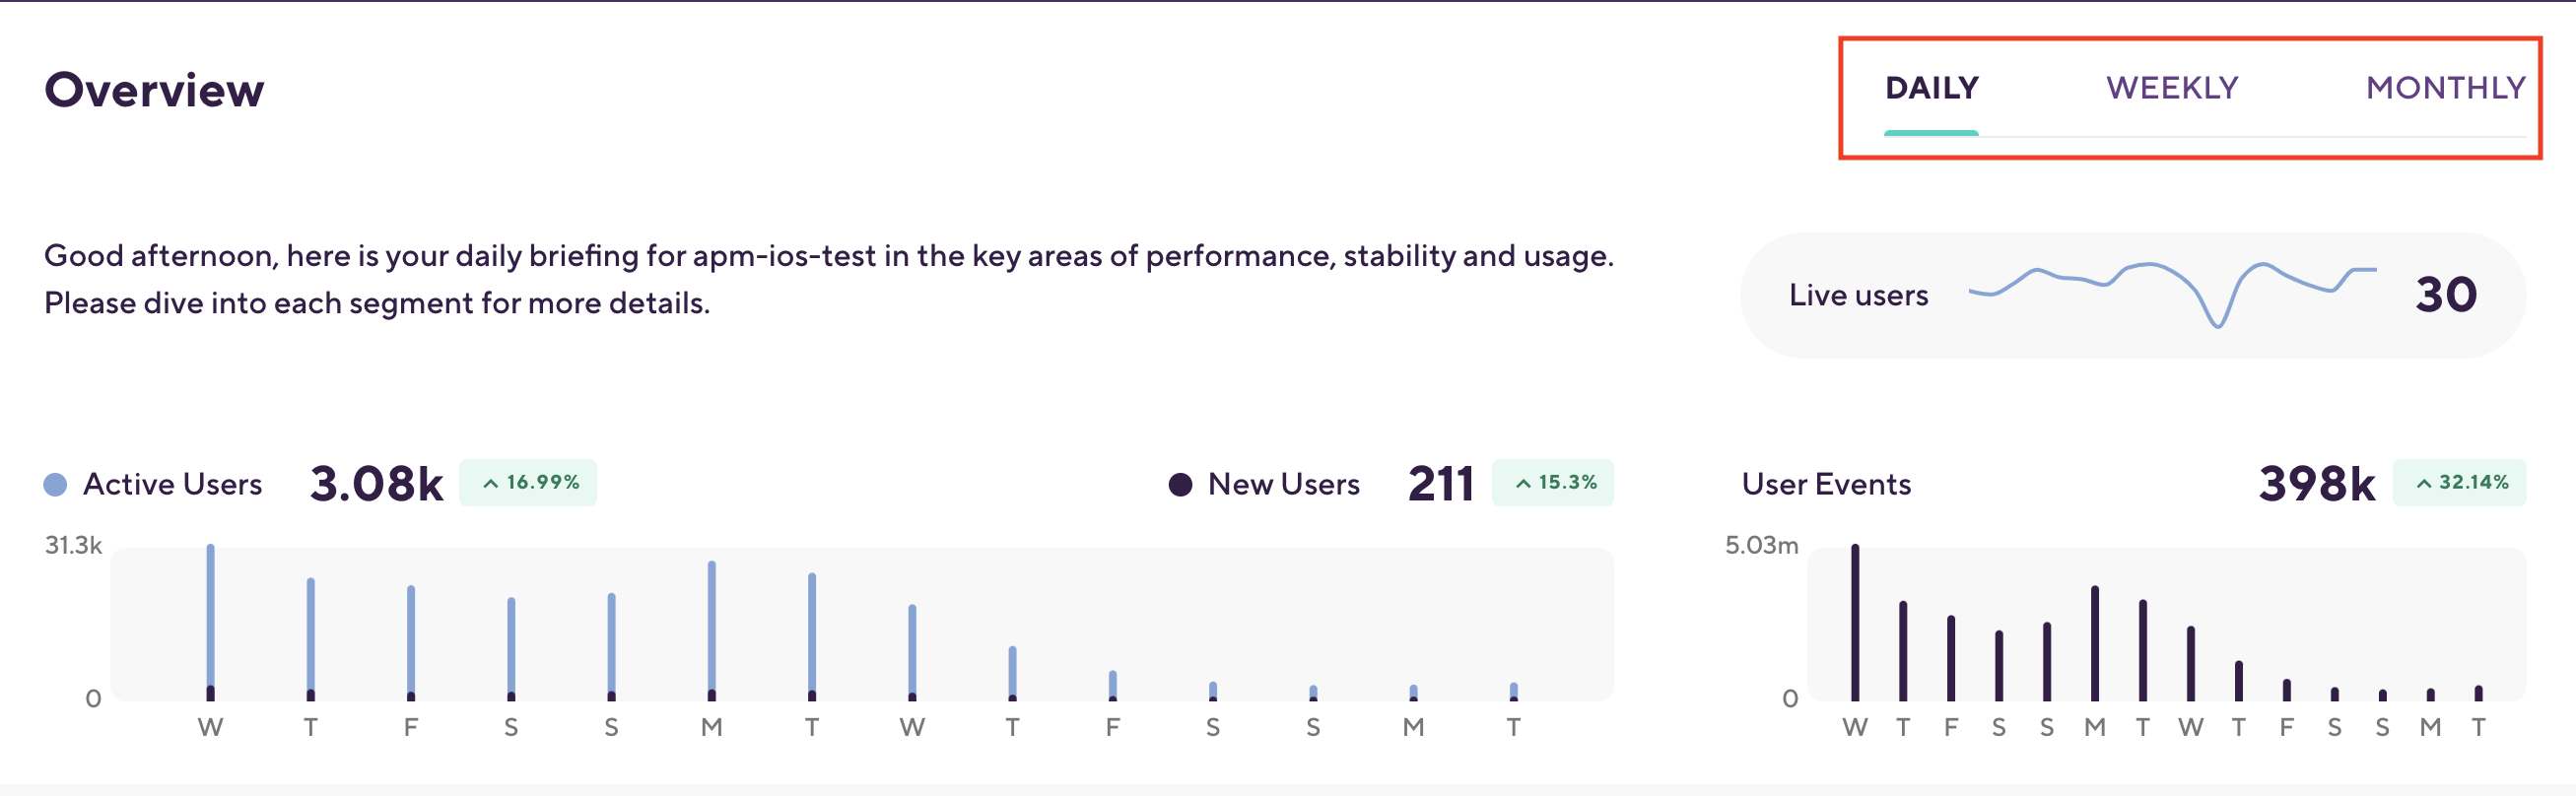 Overview
DAILY WEEKLY MONTHLY
Good afternoon, here is your daily briefing for apm-ios-test in the key areas of performance, stability and usage.
Please dive into each segment for more details.
Live users 30
Active Users 3.08k 16.99%
New Users 211 15.3%
31.3k
0
W T F S S M T W T F S S M T
User Events 398k 32.14%
5.03m
0
W T F S S M T W T F S S M T